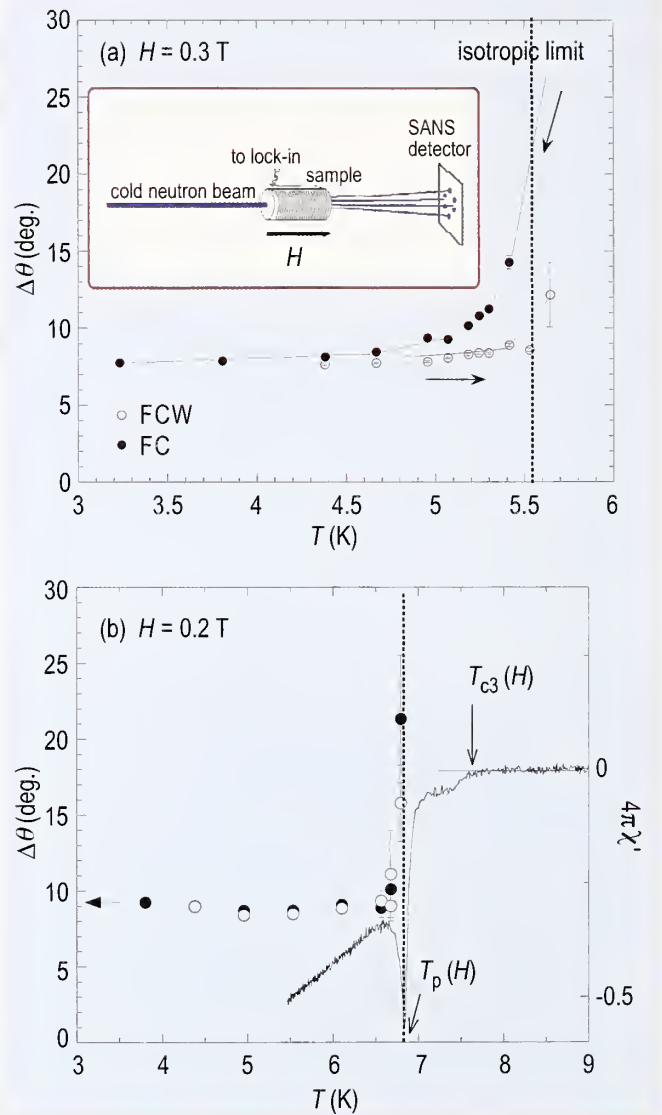 30
25
20
15
10
5
0
Δθ (deg.)
(a) H = 0.3 T
isotropic limit
SANS
detector
to lock-in
sample
cold neutron beam
H
FCW
FC
3
3.5
4
4.5
5
5.5
6
T (K)
30
25
20
15
10
5
0
Δθ (deg.)
(b) H = 0.2 T
Tc3 (H)
Tp (H)
0
-0.5
4πχ'
3
4
5
6
7
8
9
T (K)